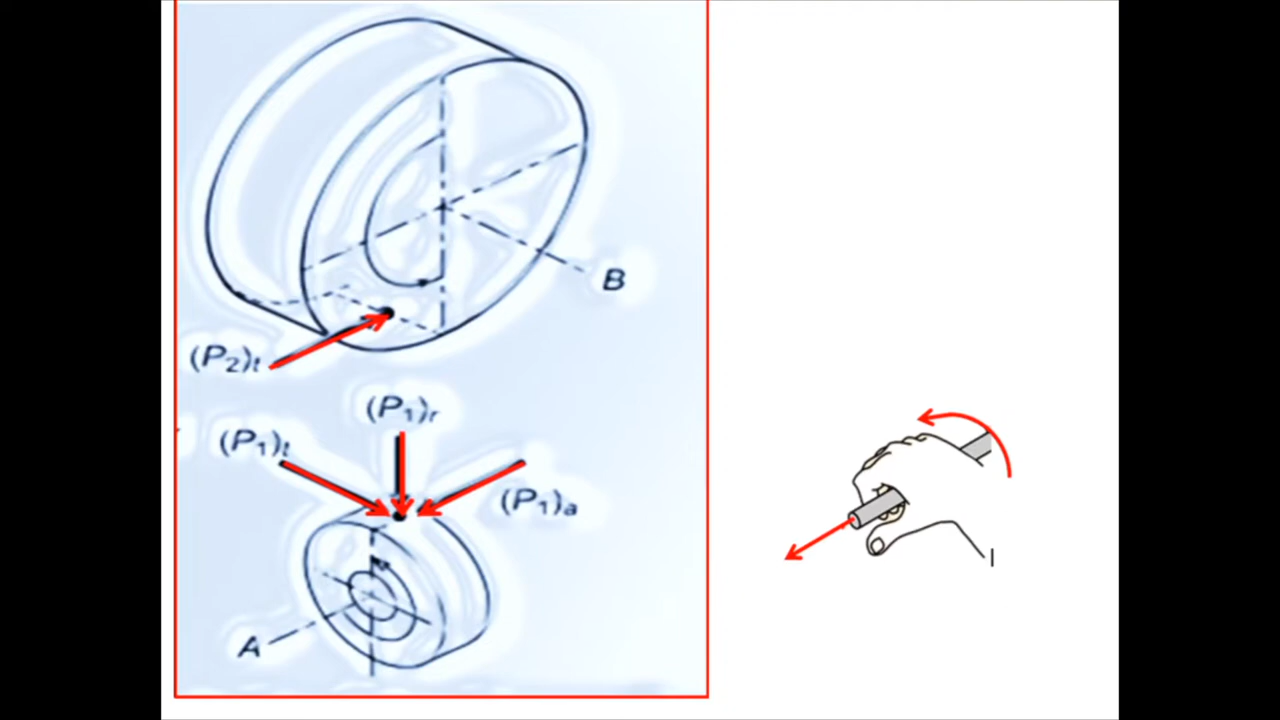 B
(P₂)ₜ
(P₁)ᵣ
(P₁)ₜ
(P₁)ₐ
A